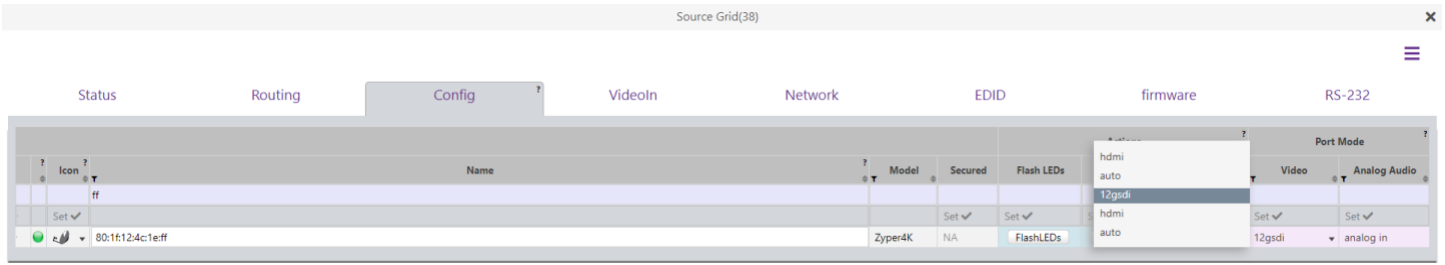 Source Grid(38) ×
Status Routing Config ? VideoIn Network EDID firmware RS-232
Actions ? Port Mode ?
? Icon ? Name ? Model Secured Flash LEDs Video Analog Audio
ff
Set ✔ Set ✔ Set ✔ Set ✔ Set ✔
80:1f:12:4c:1e:ff Zyper4K NA FlashLEDs 12gsdi analog in
hdmi
auto
12gsdi
hdmi
auto